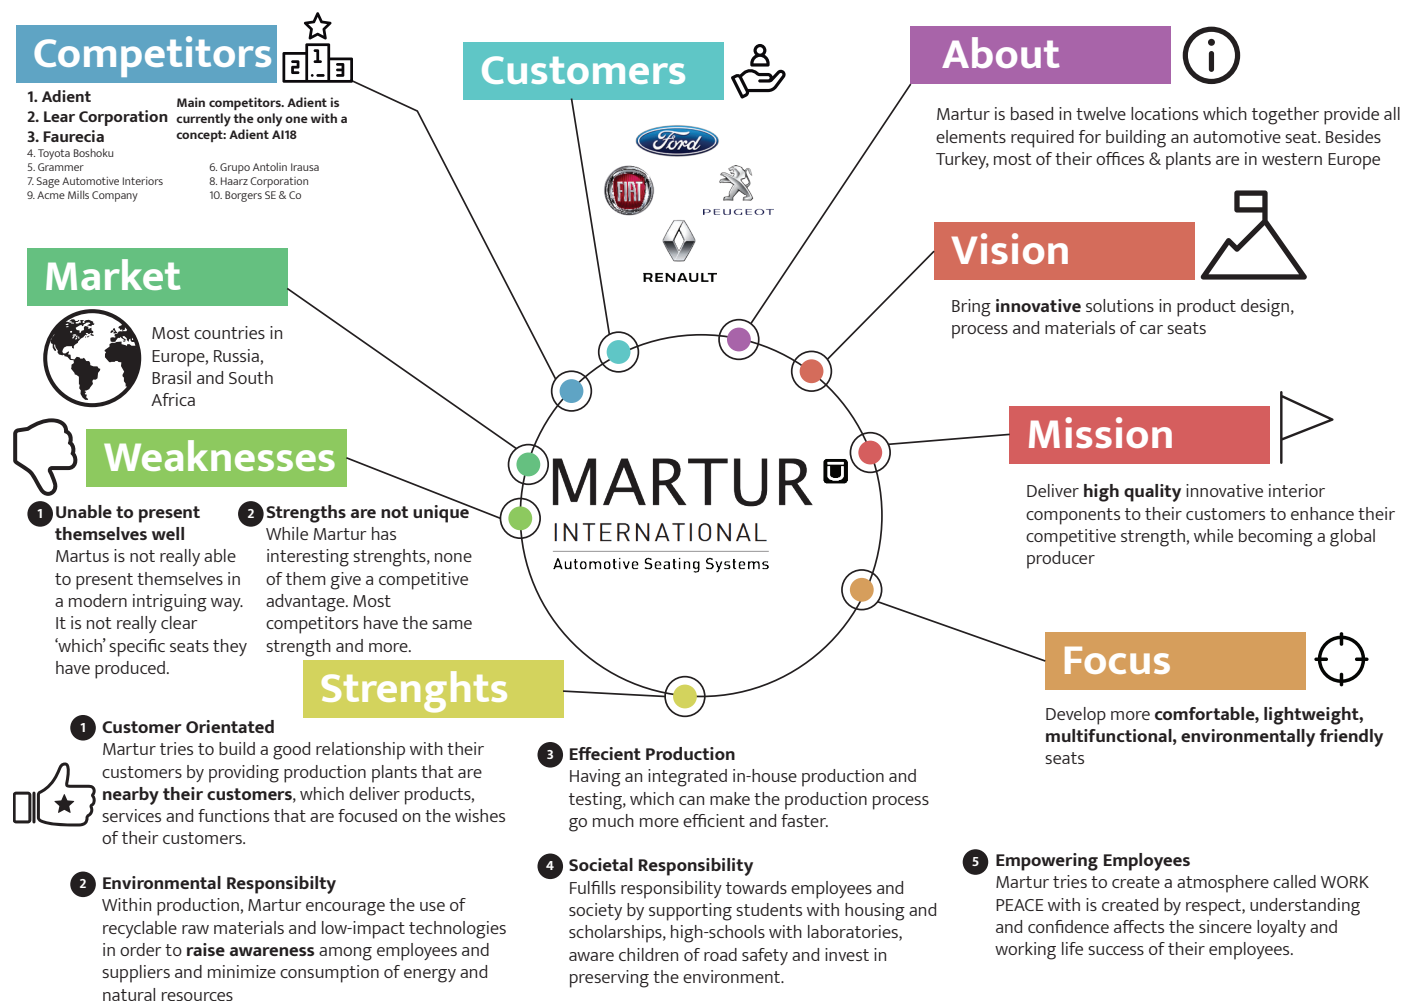 Competitors
2 1 3
1. Adient
2. Lear Corporation
3. Faurecia
4. Toyota Boshoku
5. Grammer
7. Sage Automotive Interiors
9. Acme Mills Company
Main competitors. Adient is
currently the only one with a
concept: Adient AI18
6. Grupo Antolin Irausa
8. Haarz Corporation
10. Borgers SE & Co
Customers
Ford
FIAT
PEUGEOT
RENAULT
About
i
Martur is based in twelve locations which together provide all
elements required for building an automotive seat. Besides
Turkey, most of their offices & plants are in western Europe
Vision
Bring innovative solutions in product design,
process and materials of car seats
Market
Most countries in
Europe, Russia,
Brasil and South
Africa
Mission
Deliver high quality innovative interior
components to their customers to enhance their
competitive strength, while becoming a global
producer
Weaknesses
1 Unable to present
themselves well
Martus is not really able
to present themselves in
a modern intriguing way.
It is not really clear
‘which’ specific seats they
have produced.
2 Strengths are not unique
While Martur has
interesting strenghts, none
of them give a competitive
advantage. Most
competitors have the same
strength and more.
MARTUR
INTERNATIONAL
Automotive Seating Systems
Focus
Develop more comfortable, lightweight,
multifunctional, environmentally friendly
seats
Strenghts
1 Customer Orientated
Martur tries to build a good relationship with their
customers by providing production plants that are
nearby their customers, which deliver products,
services and functions that are focused on the wishes
of their customers.
2 Environmental Responsibilty
Within production, Martur encourage the use of
recyclable raw materials and low-impact technologies
in order to raise awareness among employees and
suppliers and minimize consumption of energy and
natural resources
3 Effecient Production
Having an integrated in-house production and
testing, which can make the production process
go much more efficient and faster.
4 Societal Responsibility
Fulfills responsibility towards employees and
society by supporting students with housing and
scholarships, high-schools with laboratories,
aware children of road safety and invest in
preserving the environment.
5 Empowering Employees
Martur tries to create a atmosphere called WORK
PEACE with is created by respect, understanding
and confidence affects the sincere loyalty and
working life success of their employees.